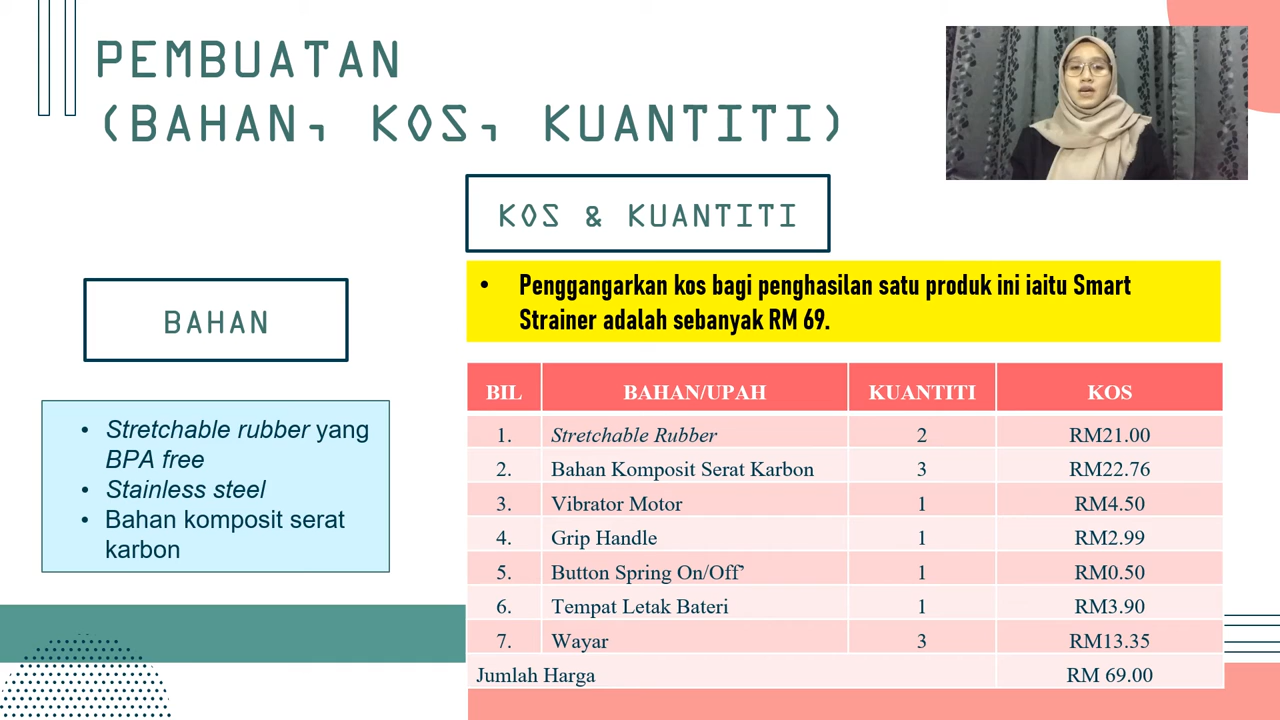 PEMBUATAN
(BAHAN, KOS, KUANTITI)
KOS & KUANTITI
• Penggangarkan kos bagi penghasilan satu produk ini iaitu Smart
Strainer adalah sebanyak RM 69.
BAHAN
• Stretchable rubber yang
BPA free
• Stainless steel
• Bahan komposit serat
karbon
BIL BAHAN/UPAH KUANTITI KOS
1. Stretchable Rubber 2 RM21.00
2. Bahan Komposit Serat Karbon 3 RM22.76
3. Vibrator Motor 1 RM4.50
4. Grip Handle 1 RM2.99
5. Button Spring On/Off’ 1 RM0.50
6. Tempat Letak Bateri 1 RM3.90
7. Wayar 3 RM13.35
Jumlah Harga RM 69.00